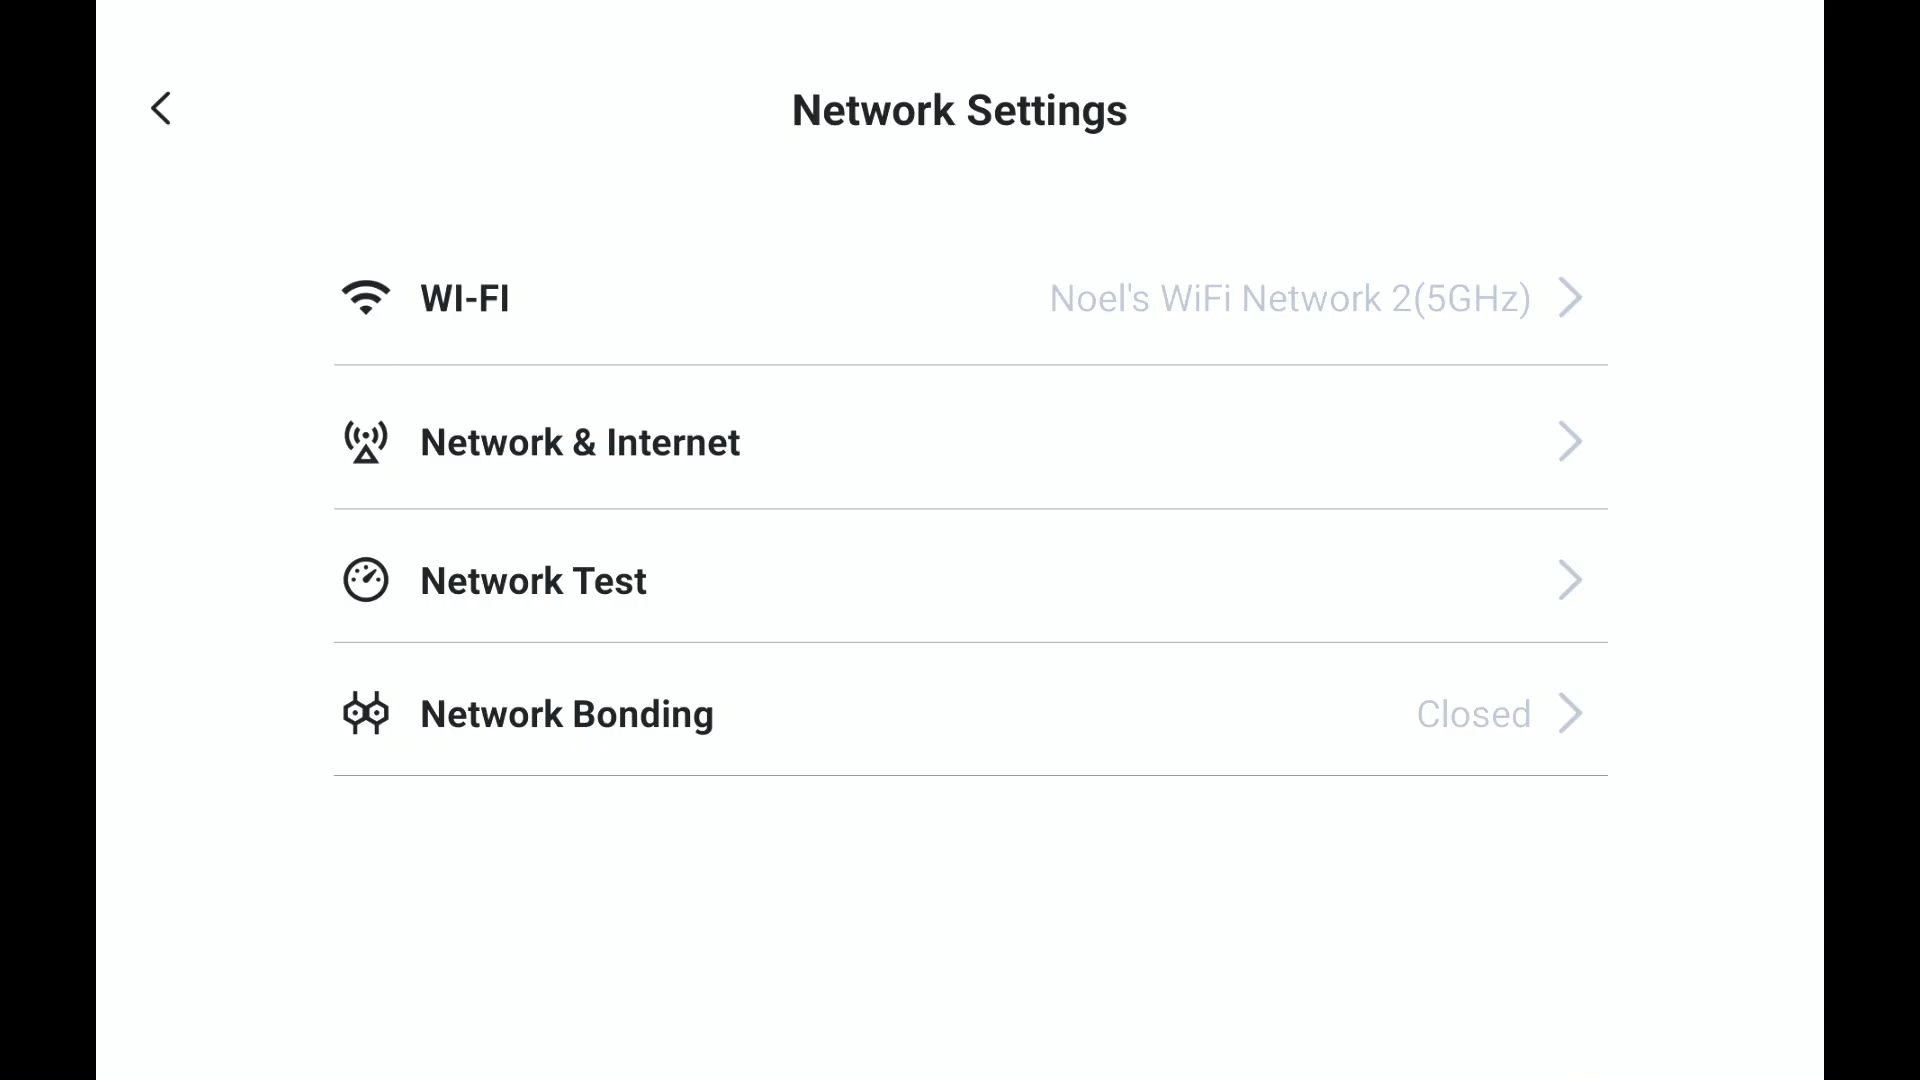 Network Settings
WI-FI Noel's WiFi Network 2(5GHz)
Network & Internet
Network Test
Network Bonding Closed